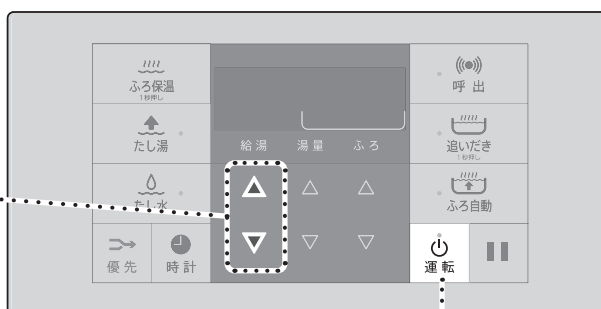 ふろ保温
1秒押し
たし湯
たし水
優先
時計
給湯
湯量
ふろ
呼出
追いだき
1秒押し
ふろ自動
運転